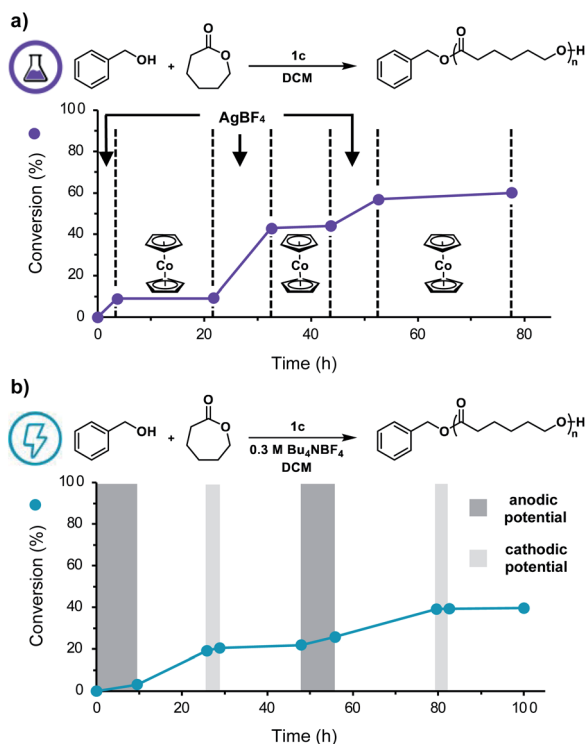 a)
OH
+
O
O
1c
DCM
O
O
O
H
n
AgBF4
Conversion (%)
100
80
60
40
20
0
Co
Co
Co
0
20
40
60
80
Time (h)
b)
OH
+
O
O
1c
0.3 M Bu4NBF4
DCM
O
O
O
H
n
Conversion (%)
100
80
60
40
20
0
anodic
potential
cathodic
potential
0
20
40
60
80
100
Time (h)